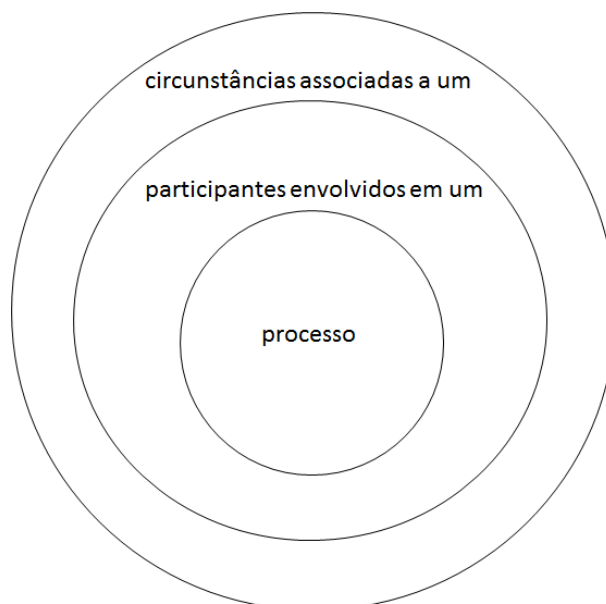 circunstâncias associadas a um
participantes envolvidos em um
processo